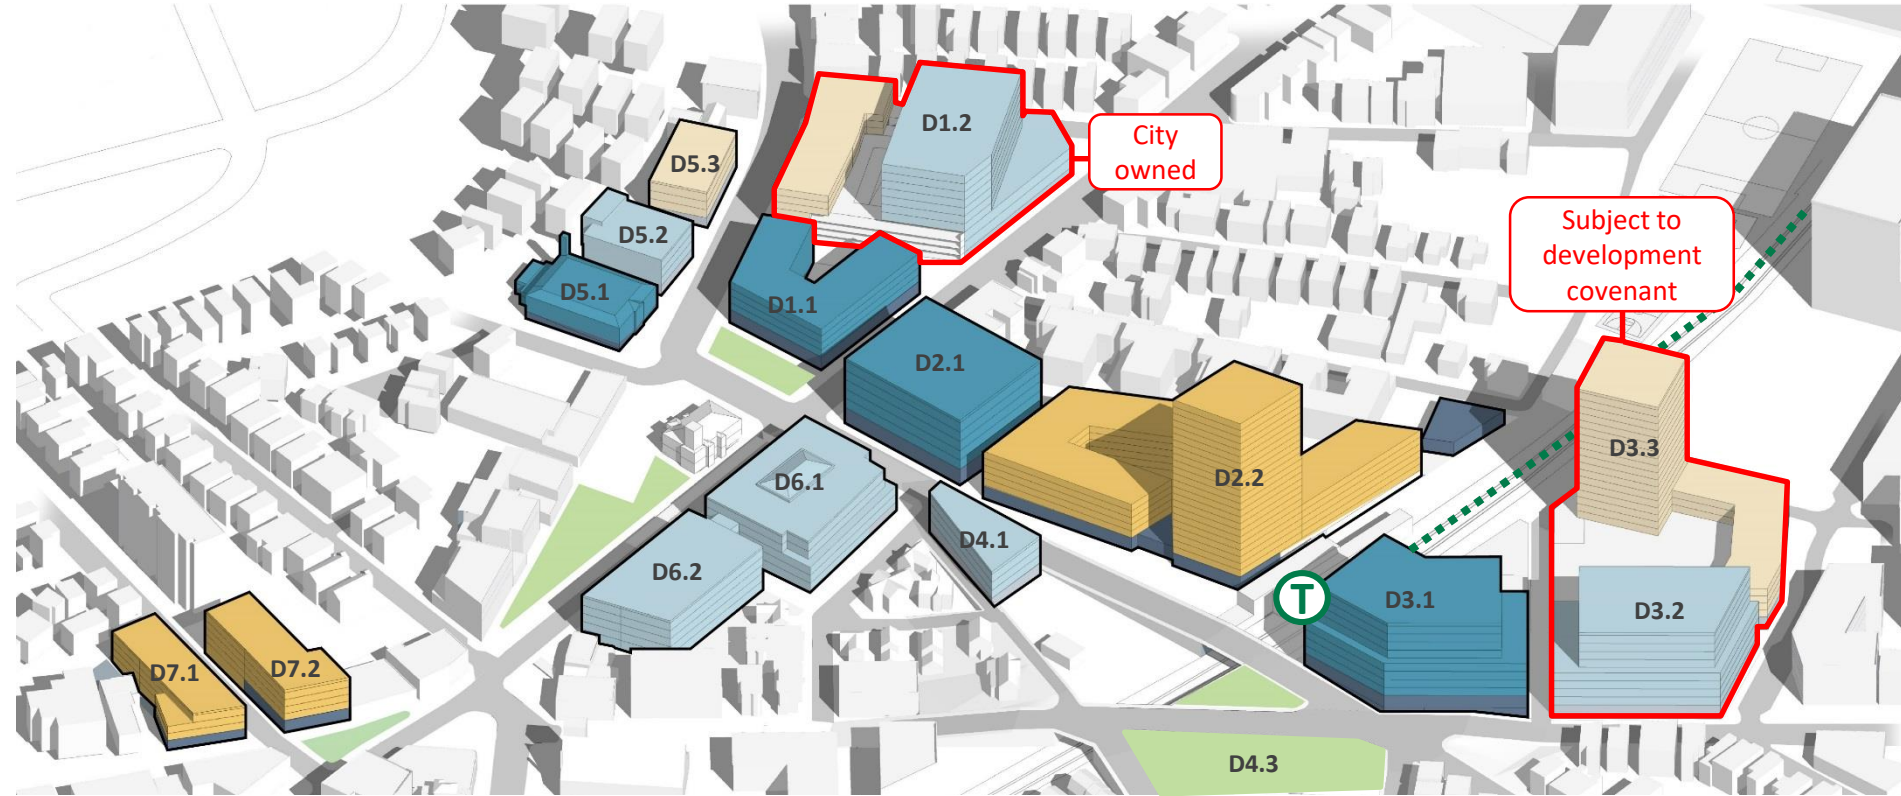 D1.2
City
owned
D5.3
Subject to
development
covenant
D5.2
D5.1
D1.1
D2.1
D3.3
D2.2
D6.1
D4.1
D6.2
T
D3.1
D3.2
D7.1
D7.2
D4.3